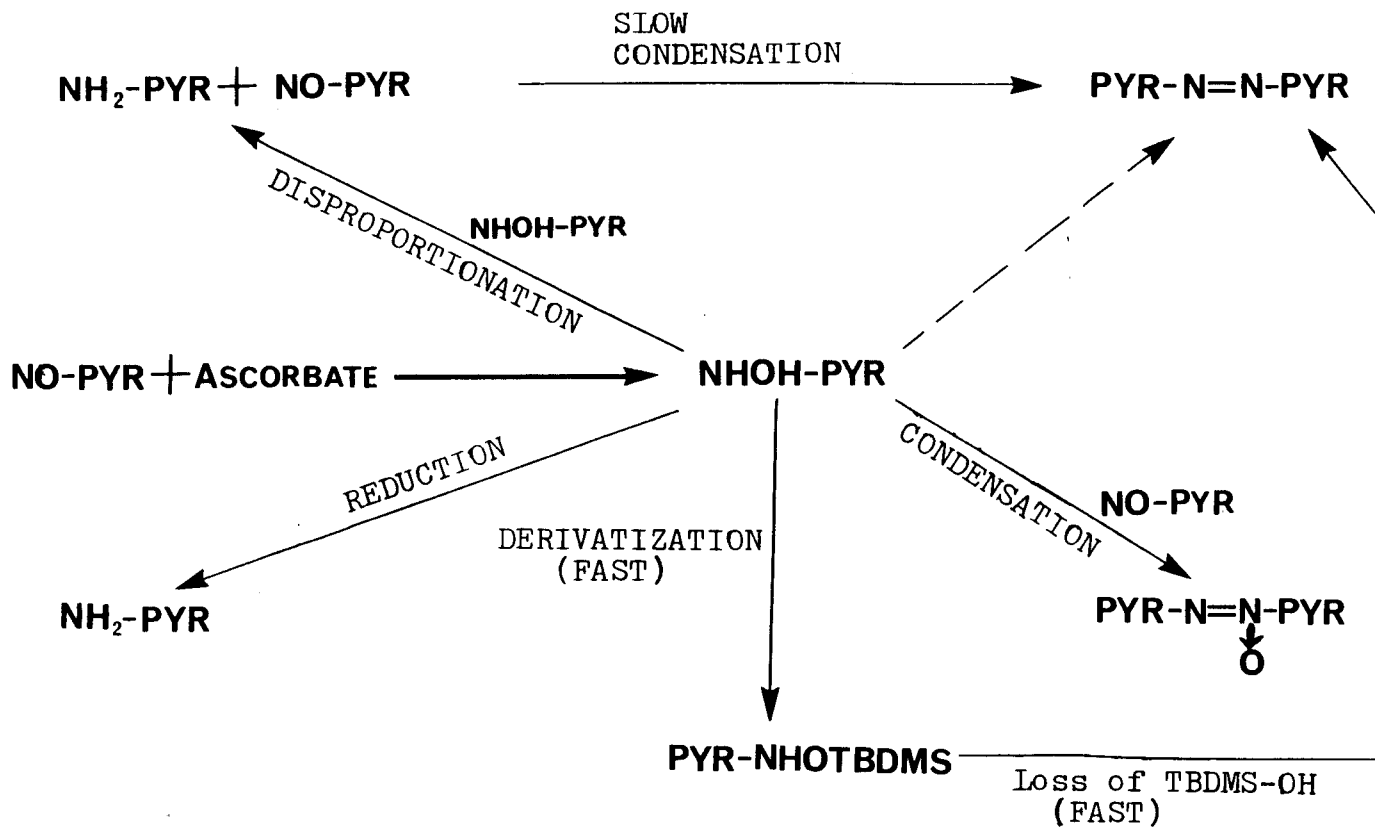 SLOW
CONDENSATION
NH₂-PYR + NO-PYR
PYR-N=N-PYR
DISPROPORTIONATION
NHOH-PYR
NO-PYR + ASCORBATE
NHOH-PYR
REDUCTION
CONDENSATION
NO-PYR
DERIVATIZATION
(FAST)
NH₂-PYR
PYR-N=N-PYR
O
PYR-NHOTBDMS
Loss of TBDMS-OH
(FAST)